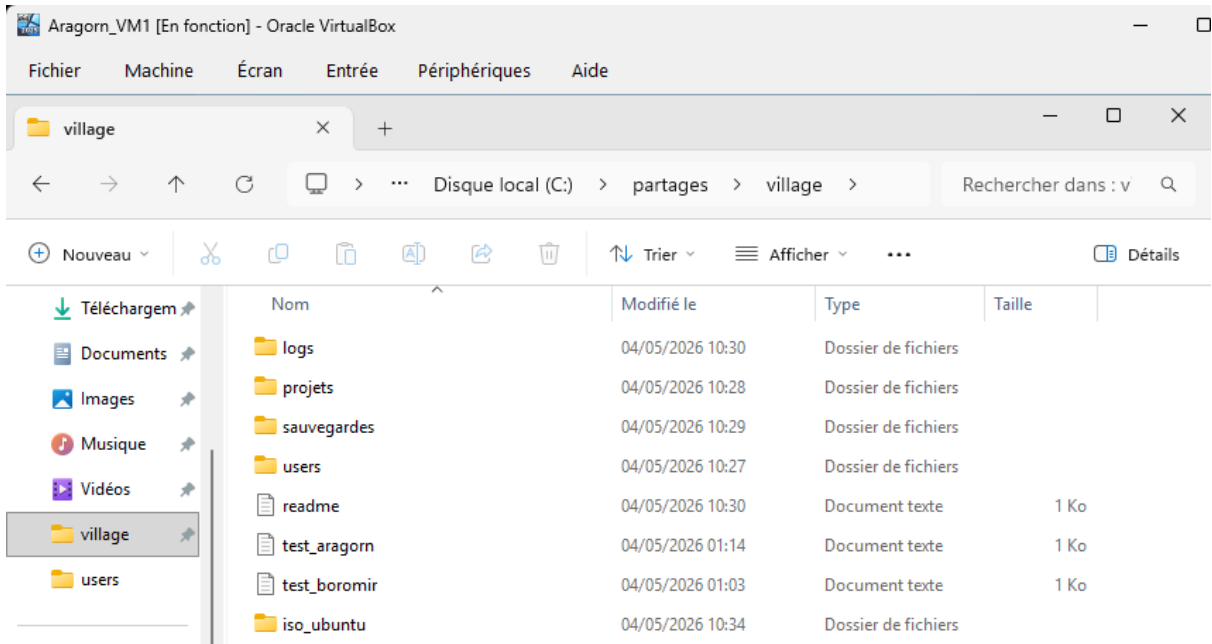 Aragorn_VM1 [En fonction] - Oracle VirtualBox
Fichier Machine Écran Entrée Périphériques Aide
village
Disque local (C:) > partages > village > Rechercher dans : v
Nouveau Trier Afficher Détails
Téléchargem
Documents
Images
Musique
Vidéos
village
users
Nom Modifié le Type Taille
logs 04/05/2026 10:30 Dossier de fichiers
projets 04/05/2026 10:28 Dossier de fichiers
sauvegardes 04/05/2026 10:29 Dossier de fichiers
users 04/05/2026 10:27 Dossier de fichiers
readme 04/05/2026 10:30 Document texte 1 Ko
test_aragorn 04/05/2026 01:14 Document texte 1 Ko
test_boromir 04/05/2026 01:03 Document texte 1 Ko
iso_ubuntu 04/05/2026 10:34 Dossier de fichiers